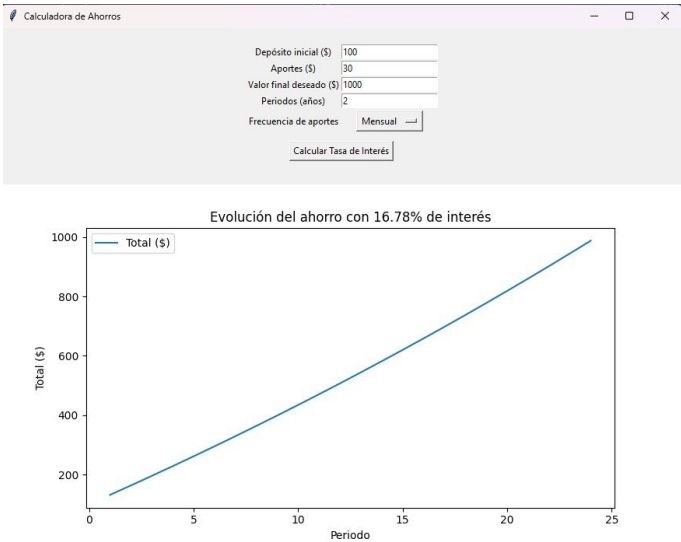 Calculadora de Ahorros
Depósito inicial ($) 100
Aportes ($) 30
Valor final deseado ($) 1000
Periodos (años) 2
Frecuencia de aportes Mensual
Calcular Tasa de Interés
Evolución del ahorro con 16.78% de interés
Total ($)
1000
800
600
400
200
Total ($)
0 5 10 15 20 25
Periodo